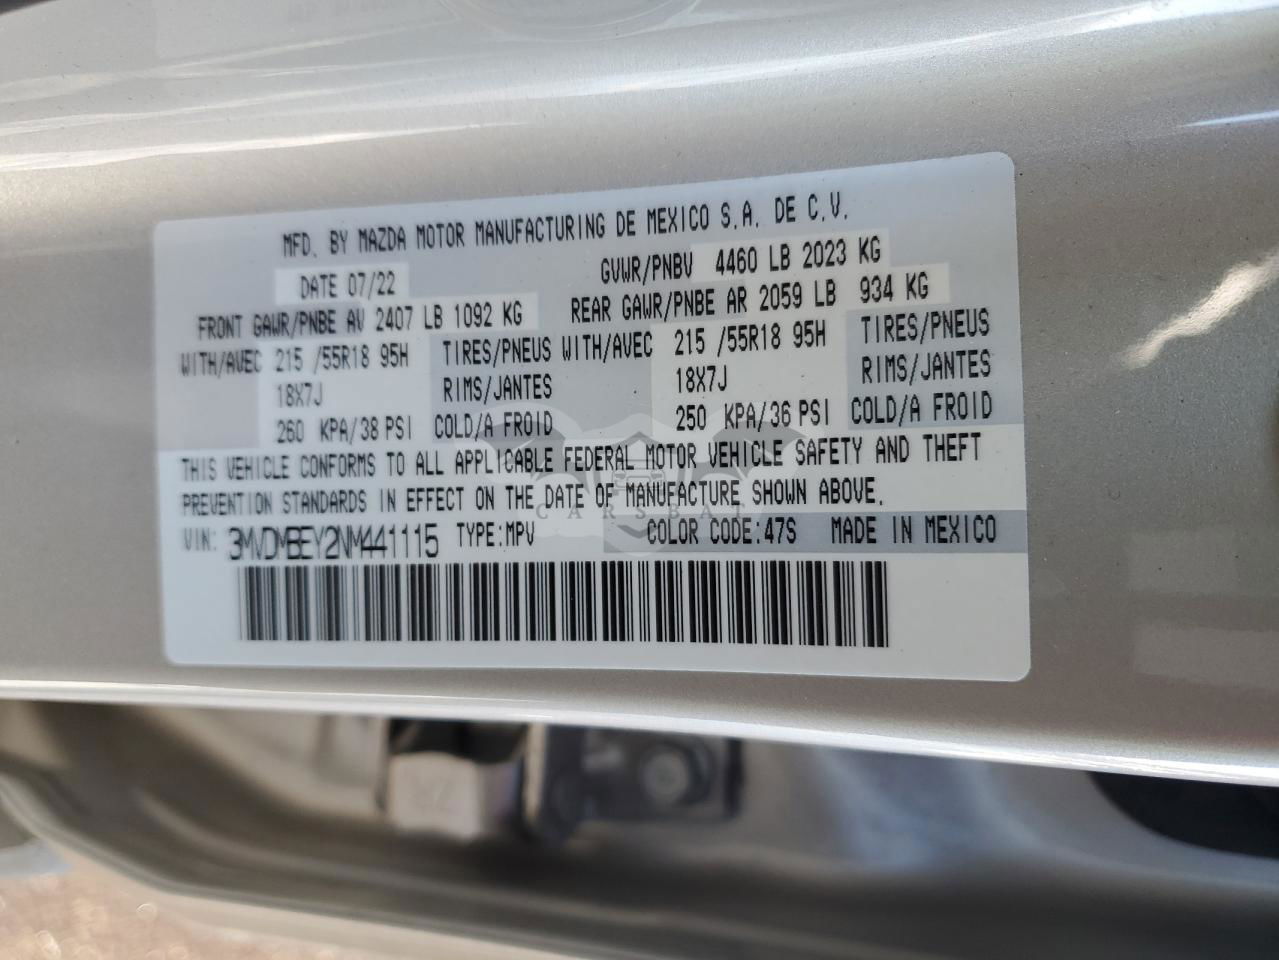 MFD. BY MAZDA MOTOR MANUFACTURING DE MEXICO S.A. DE C.V.
DATE 07/22 GVWR/PNBV 4460 LB 2023 KG
FRONT GAWR/PNBE AV 2407 LB 1092 KG REAR GAWR/PNBE AR 2059 LB 934 KG
WITH/AVEC 215 /55R18 95H TIRES/PNEUS WITH/AVEC 215 /55R18 95H TIRES/PNEUS
18X7J RIMS/JANTES 18X7J RIMS/JANTES
260 KPA/38 PSI COLD/A FROID 250 KPA/36 PSI COLD/A FROID
THIS VEHICLE CONFORMS TO ALL APPLICABLE FEDERAL MOTOR VEHICLE SAFETY AND THEFT
PREVENTION STANDARDS IN EFFECT ON THE DATE OF MANUFACTURE SHOWN ABOVE.
CARSBAT
VIN: 3MVDMBEY2NM441115 TYPE:MPV COLOR CODE:47S MADE IN MEXICO